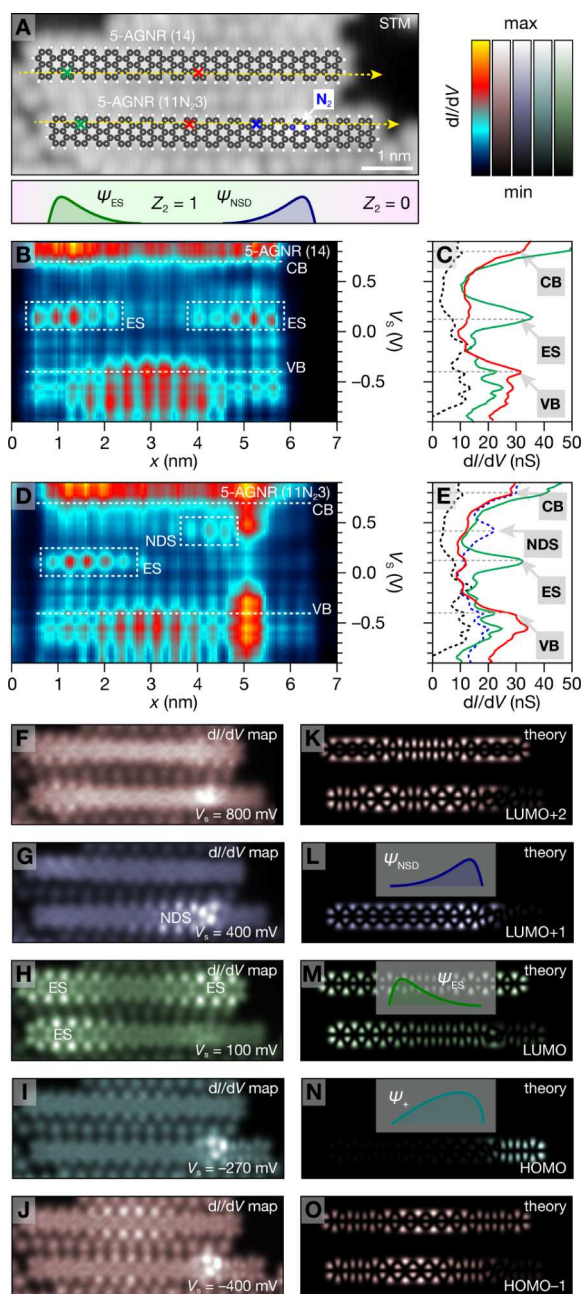 A
STM
5-AGNR (14)
5-AGNR (11N₂3)
N₂
1 nm
ψES Z₂ = 1 ψNSD Z₂ = 0
max
dI/dV
min
B
5-AGNR (14)
CB
ES
ES
VB
0.5
0.0
−0.5
Vs (V)
0 1 2 3 4 5 6 7
x (nm)
C
CB
ES
VB
0 10 20 30 40 50
dI/dV (nS)
D
5-AGNR (11N₂3)
CB
NDS
ES
VB
0.5
0.0
−0.5
Vs (V)
0 1 2 3 4 5 6 7
x (nm)
E
CB
NDS
ES
VB
0 10 20 30 40 50
dI/dV (nS)
F
dI/dV map
Vs = 800 mV
K
theory
LUMO+2
G
dI/dV map
NDS
Vs = 400 mV
L
theory
ψNSD
LUMO+1
H
dI/dV map
ES
ES
ES
Vs = 100 mV
M
theory
ψES
LUMO
I
dI/dV map
Vs = −270 mV
N
theory
ψ+
HOMO
J
dI/dV map
Vs = −400 mV
O
theory
HOMO−1